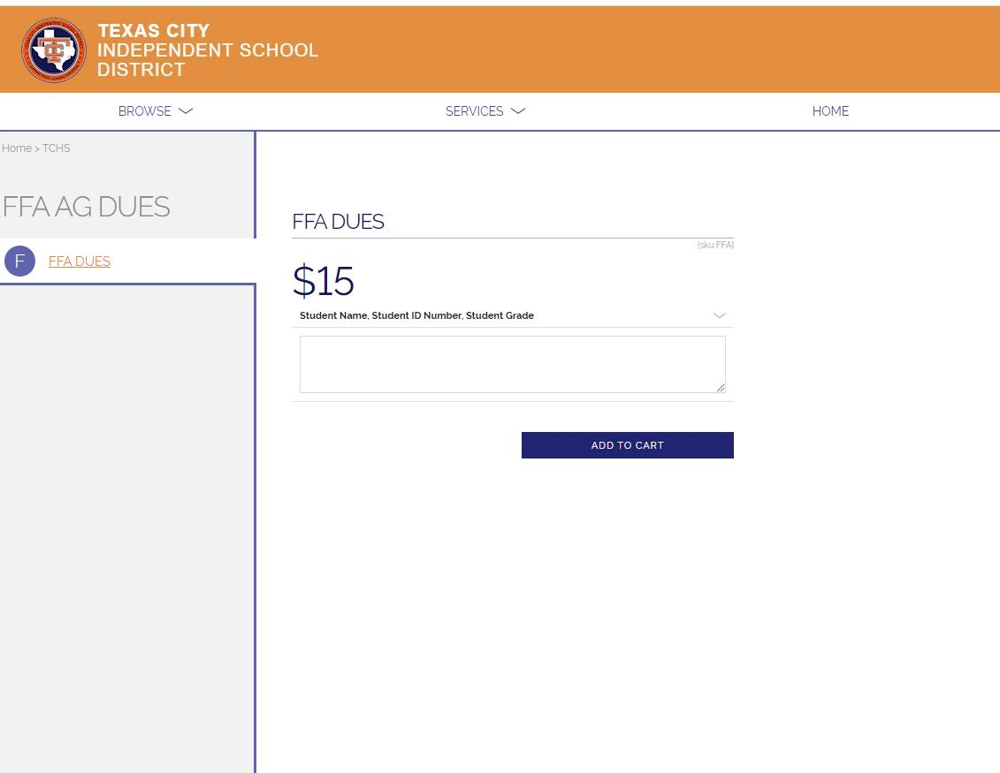 TEXAS CITY
INDEPENDENT SCHOOL
DISTRICT
BROWSE
SERVICES
HOME
Home > TCHS
FFA AG DUES
F
FFA DUES
FFA DUES
(sku:FFA)
$15
Student Name, Student ID Number, Student Grade
ADD TO CART